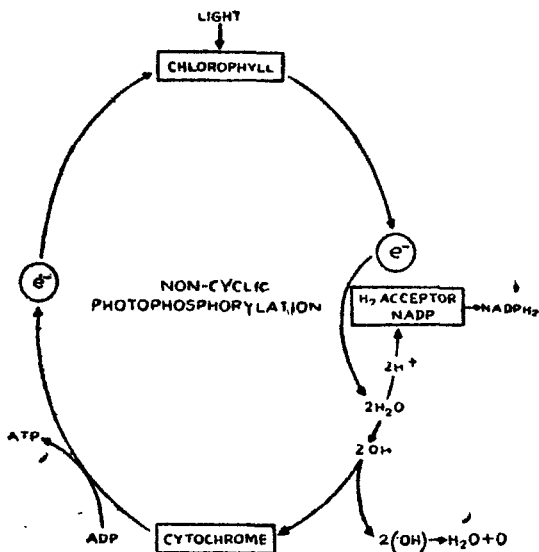 LIGHT
CHLOROPHYLL
e⁻
e⁻
NON-CYCLIC
PHOTOPHOSPHORYLATION
H₂ ACCEPTOR
NADP
NADPH₂
2H⁺
2H₂O
2OH
ATP
ADP
CYTOCHROME
2(OH)→H₂O+O